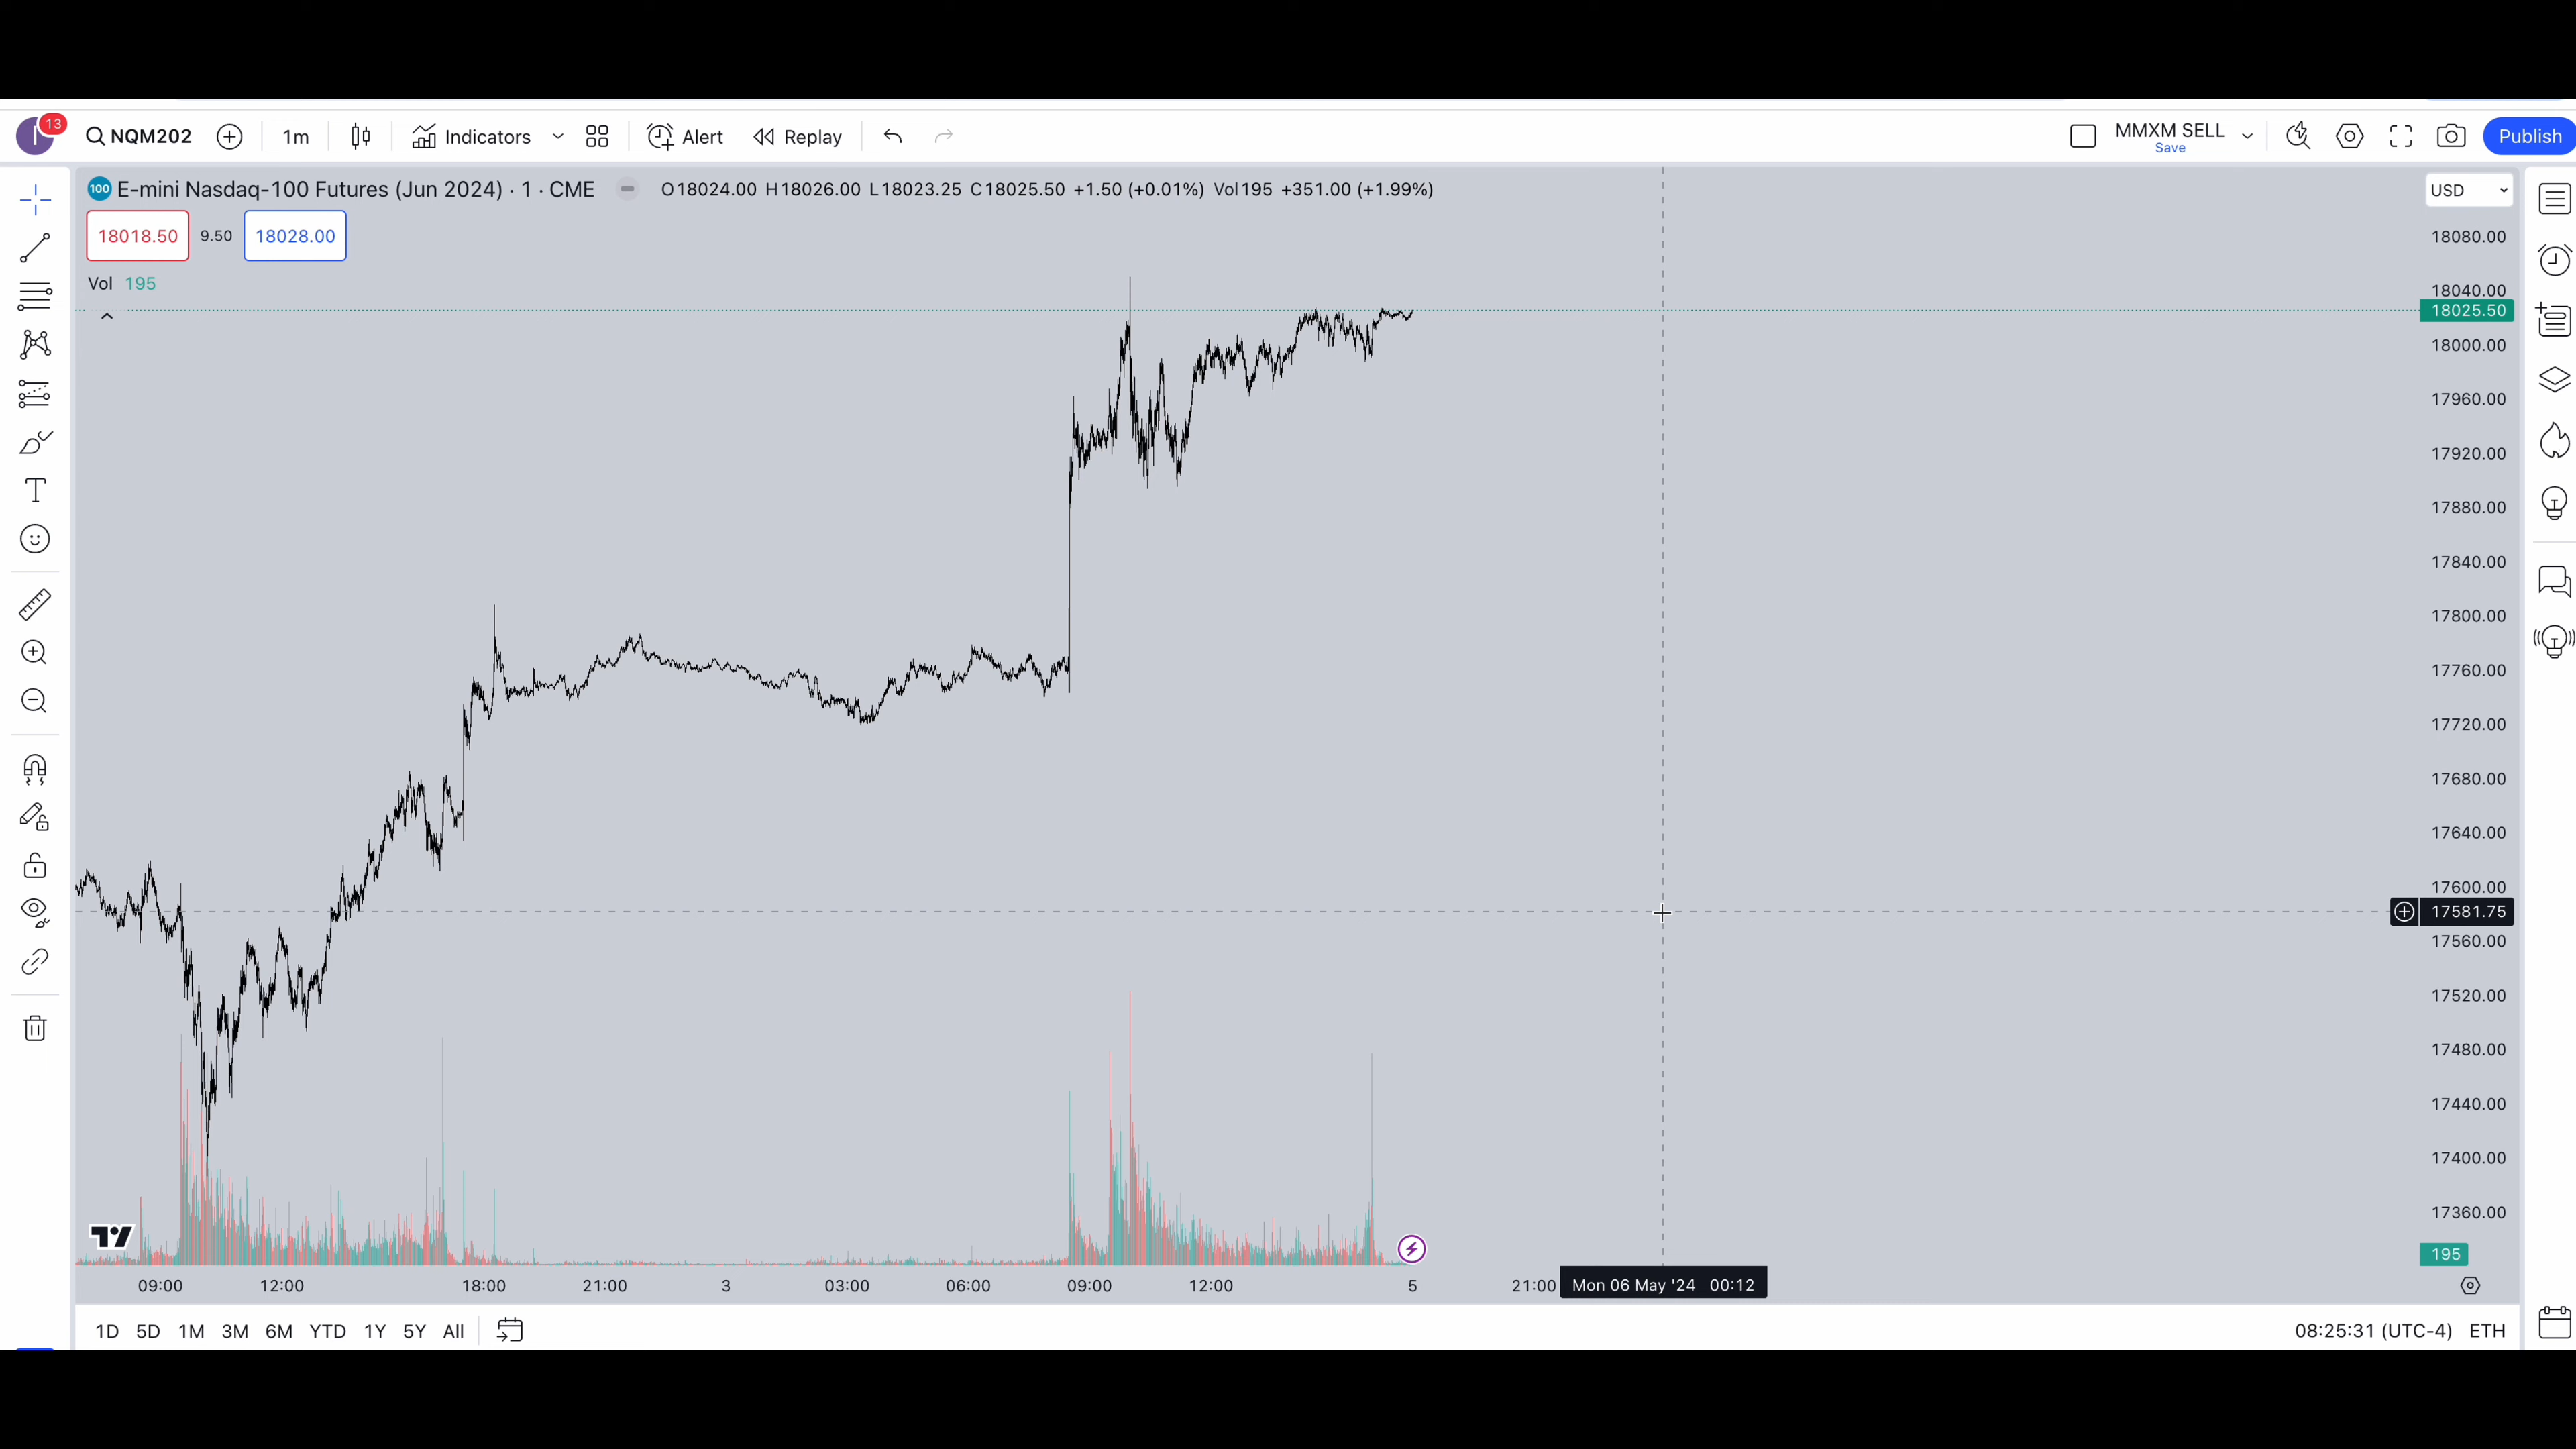 13
I
NQM202
1m
Indicators
Alert
Replay
MMXM SELL
Save
Publish
100 E-mini Nasdaq-100 Futures (Jun 2024) · 1 · CME
O18024.00 H18026.00 L18023.25 C18025.50 +1.50 (+0.01%) Vol195 +351.00 (+1.99%)
USD
18018.50 9.50 18028.00
Vol 195
18080.00
18040.00
18025.50
18000.00
17960.00
17920.00
17880.00
17840.00
17800.00
17760.00
17720.00
17680.00
17640.00
17600.00
17581.75
17560.00
17520.00
17480.00
17440.00
17400.00
17360.00
195
09:00 12:00 18:00 21:00 3 03:00 06:00 09:00 12:00 5 21:00 Mon 06 May '24 00:12
1D 5D 1M 3M 6M YTD 1Y 5Y All
08:25:31 (UTC-4) ETH